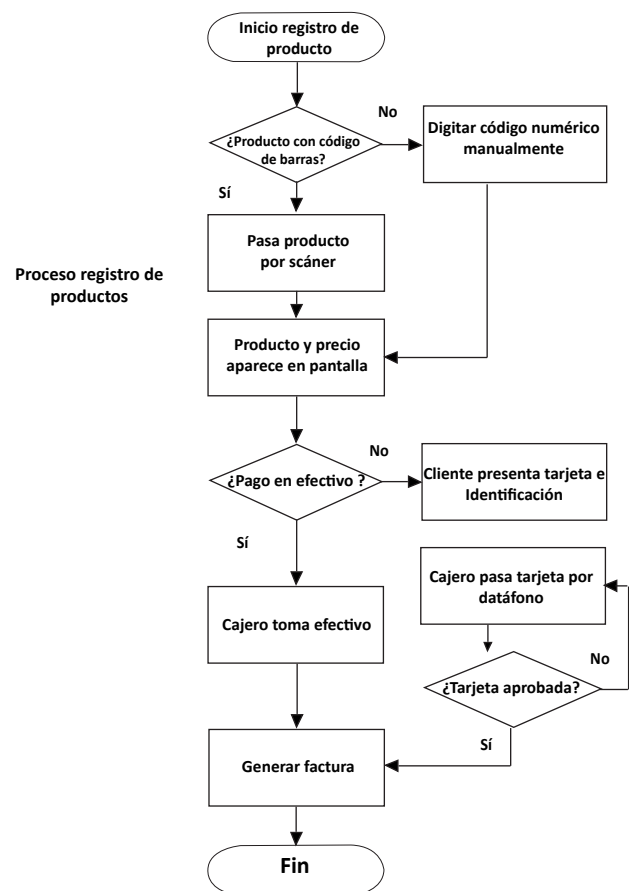 Inicio registro de
producto
No
¿Producto con código
de barras?
Digitar código numérico
manualmente
Sí
Pasa producto
por scáner
Proceso registro de
productos
Producto y precio
aparece en pantalla
No
¿Pago en efectivo ?
Cliente presenta tarjeta e
Identificación
Sí
Cajero pasa tarjeta por
datáfono
Cajero toma efectivo
No
¿Tarjeta aprobada?
Sí
Generar factura
Fin